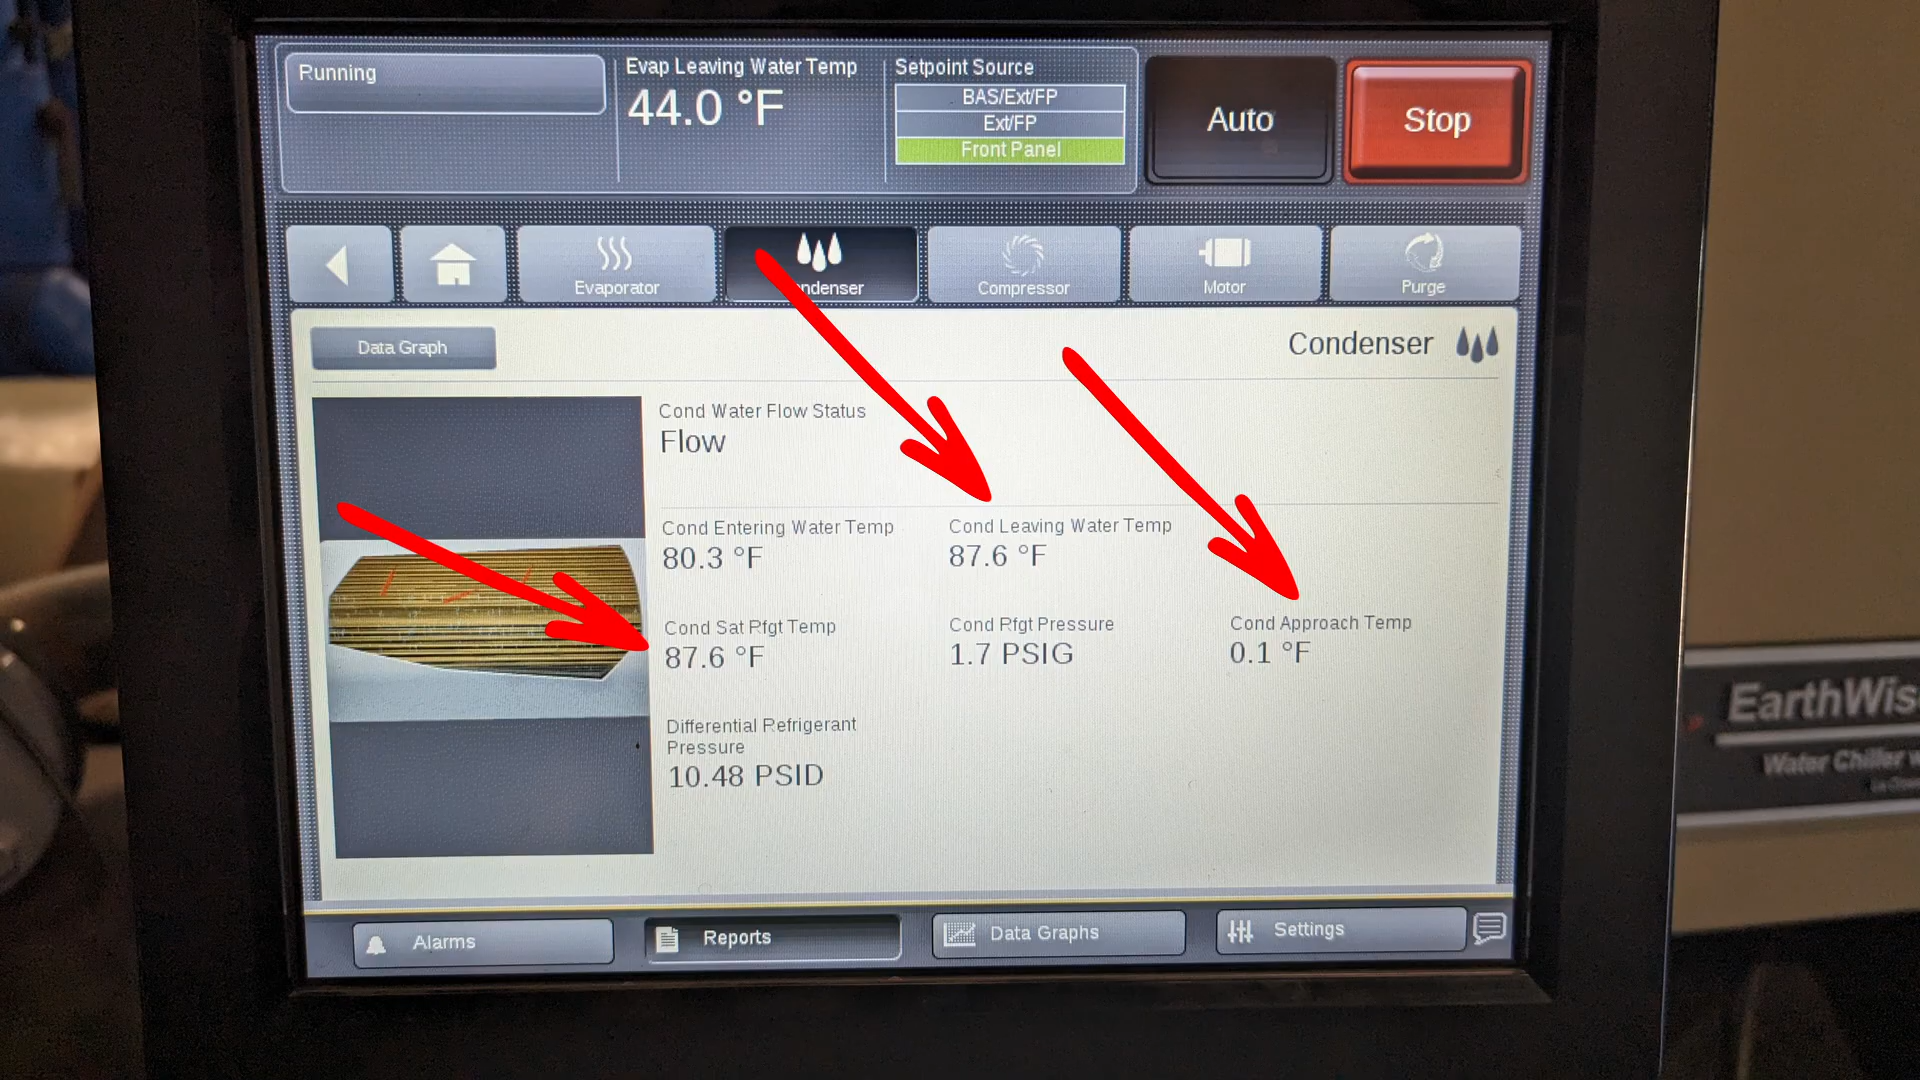 Running
Evap Leaving Water Temp
44.0 °F
Setpoint Source
BAS/Ext/FP
Ext/FP
Front Panel
Auto
Stop
Evaporator
ndenser
Compressor
Motor
Purge
Data Graph
Condenser
Cond Water Flow Status
Flow
Cond Entering Water Temp
80.3 °F
Cond Leaving Water Temp
87.6 °F
Cond Sat Rfgt Temp
87.6 °F
Cond Rfgt Pressure
1.7 PSIG
Cond Approach Temp
0.1 °F
Differential Refrigerant
Pressure
10.48 PSID
Alarms
Reports
Data Graphs
Settings
EarthWis
Water Chiller w